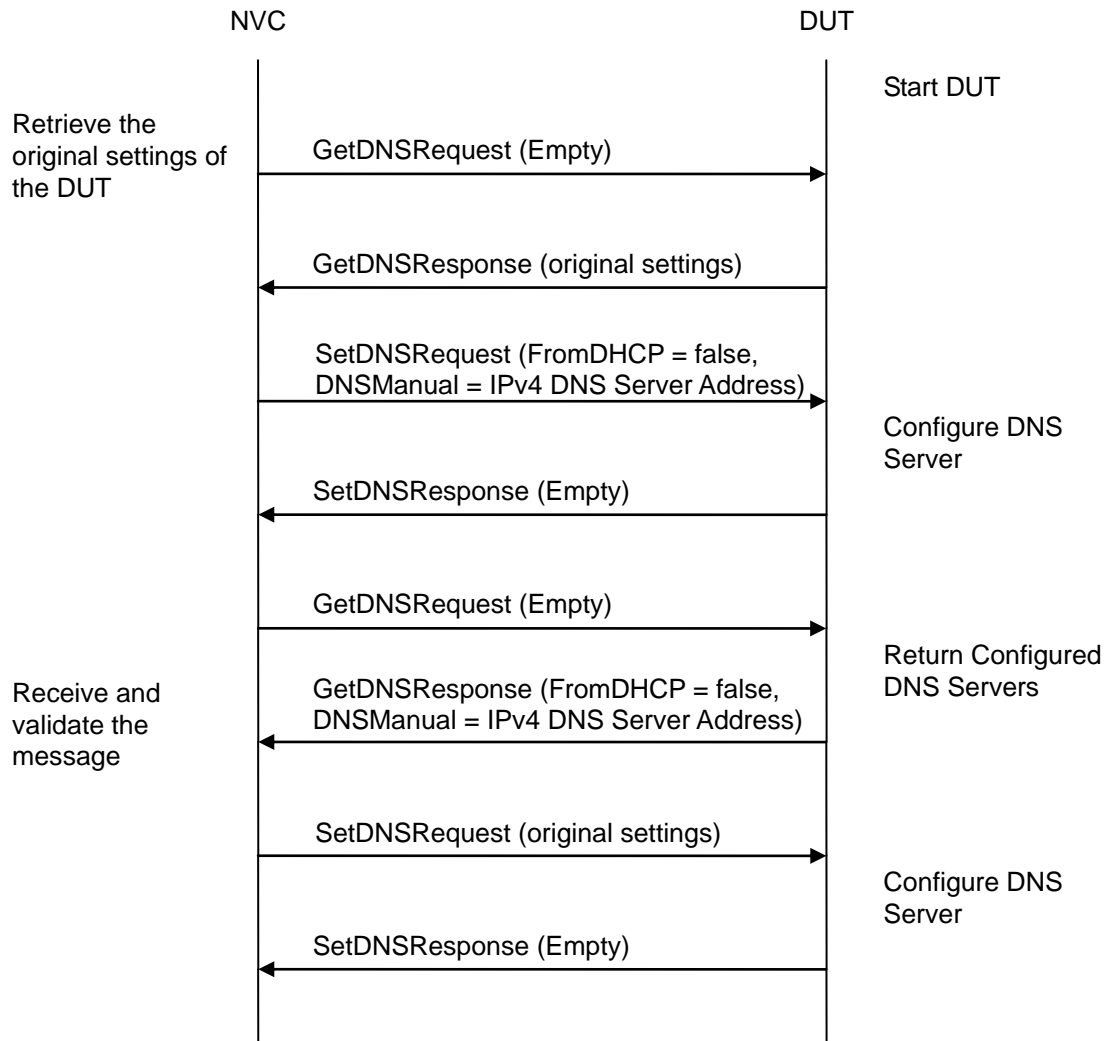 NVC
DUT
Start DUT
Retrieve the
original settings of
the DUT
GetDNSRequest (Empty)
GetDNSResponse (original settings)
SetDNSRequest (FromDHCP = false,
DNSManual = IPv4 DNS Server Address)
Configure DNS
Server
SetDNSResponse (Empty)
GetDNSRequest (Empty)
Return Configured
DNS Servers
Receive and
validate the
message
GetDNSResponse (FromDHCP = false,
DNSManual = IPv4 DNS Server Address)
SetDNSRequest (original settings)
Configure DNS
Server
SetDNSResponse (Empty)